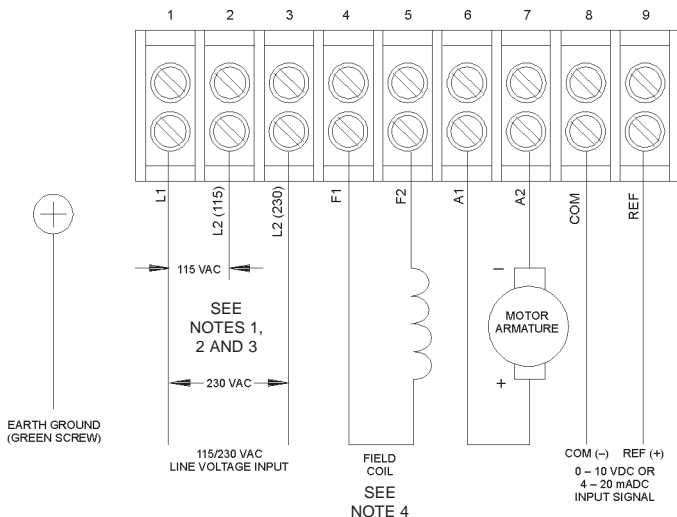 1 2 3 4 5 6 7 8 9
L1
L2 (115)
L2 (230)
F1
F2
A1
A2
COM
REF
115 VAC
SEE
NOTES 1,
2 AND 3
230 VAC
–
MOTOR
ARMATURE
+
EARTH GROUND
(GREEN SCREW)
115/230 VAC
LINE VOLTAGE INPUT
FIELD
COIL
SEE
NOTE 4
COM (–) REF (+)
0 – 10 VDC OR
4 – 20 mADC
INPUT SIGNAL